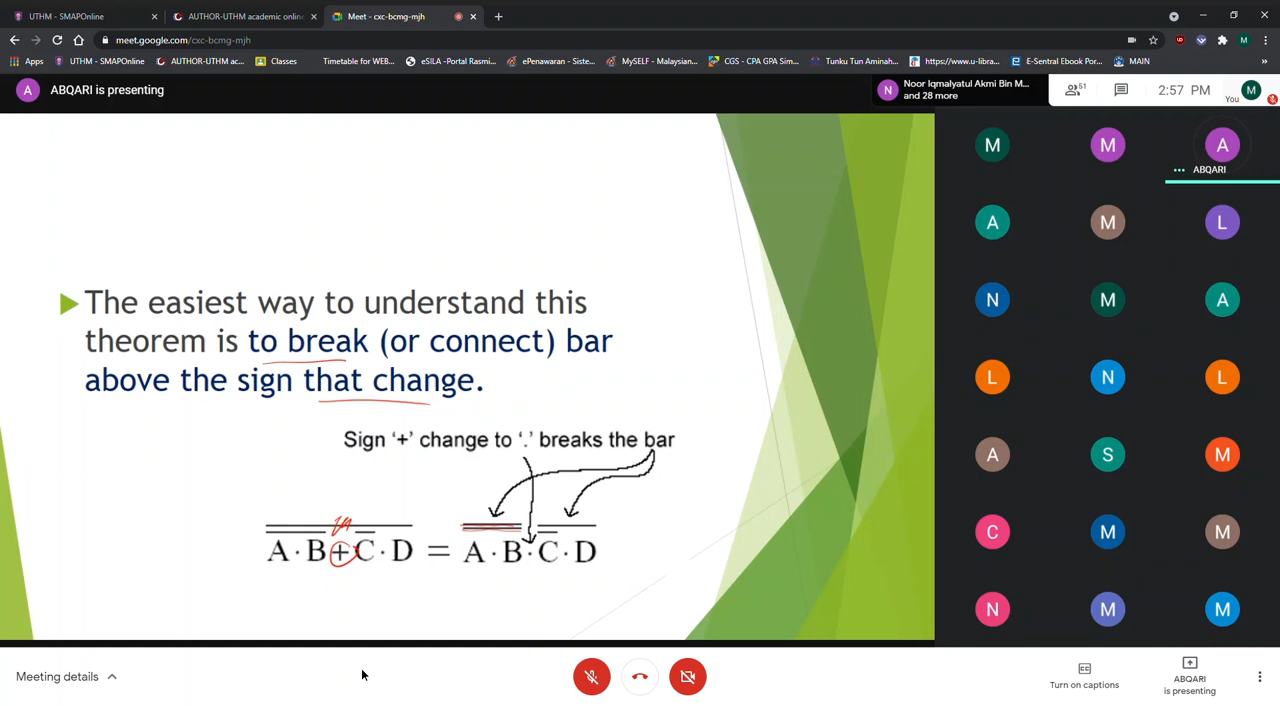 UTHM - SMAPOnline
AUTHOR-UTHM academic onlin
Meet - cxc-bcmg-mjh
meet.google.com/cxc-bcmg-mjh
Apps
UTHM - SMAPOnline
AUTHOR-UTHM ac...
Classes
Timetable for WEB...
eSILA -Portal Rasmi...
ePenawaran - Siste...
MySELF - Malaysian...
CGS - CPA GPA Sim...
Tunku Tun Aminah...
https://www.u-libra...
E-Sentral Ebook Por...
MAIN
»
A
ABQARI is presenting
N
Noor Iqmalyatul Akmi Bin M...
and 28 more
51
2:57 PM
You
M
The easiest way to understand this
theorem is to break (or connect) bar
above the sign that change.
Sign '+' change to '.' breaks the bar
A · B + C · D = A · B · C · D
M M A
ABQARI
A M L
N M A
L N L
A S M
C M M
N M M
Meeting details
Turn on captions
ABQARI
is presenting